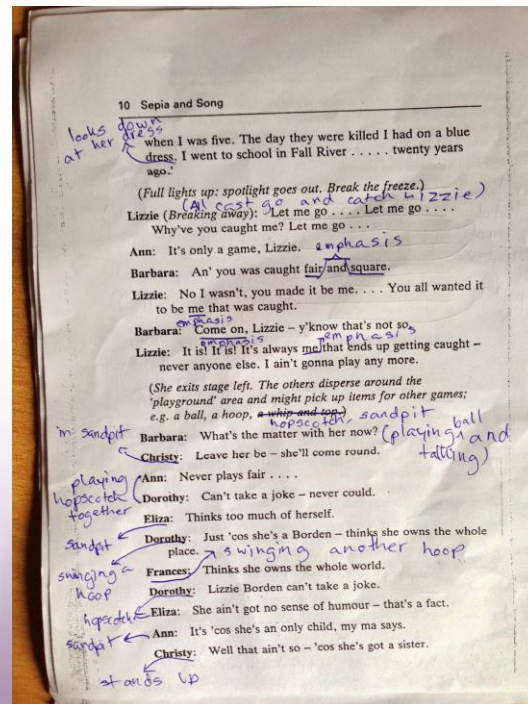 10 Sepia and Song
looks down
at her dress
when I was five. The day they were killed I had on a blue
dress. I went to school in Fall River . . . . . twenty years
ago.'
(Full lights up: spotlight goes out. Break the freeze.)
(All cast go and catch Lizzie)
Lizzie (Breaking away): Let me go . . . . Let me go . . . .
Why've you caught me? Let me go . . .
Ann: It's only a game, Lizzie.
emphasis
Barbara: An' you was caught fair and square.
Lizzie: No I wasn't, you made it be me. . . . You all wanted it
to be me that was caught.
emphasis
Barbara: Come on, Lizzie – y'know that's not so,
emphasis emphasis
Lizzie: It is! It is! It's always me that ends up getting caught –
never anyone else. I ain't gonna play any more.
(She exits stage left. The others disperse around the
'playground' area and might pick up items for other games;
e.g. a ball, a hoop, a whip and top.)
hopscotch, sandpit
in sandpit
Barbara: What's the matter with her now?
(playing ball
and
talking)
Christy: Leave her be – she'll come round.
playing
hopscotch
together
Ann: Never plays fair . . . .
Dorothy: Can't take a joke – never could.
Eliza: Thinks too much of herself.
sandpit
Dorothy: Just 'cos she's a Borden – thinks she owns the whole
place.
swinging another hoop
swinging a
hoop
Frances: Thinks she owns the whole world.
Dorothy: Lizzie Borden can't take a joke.
hopscotch
Eliza: She ain't got no sense of humour – that's a fact.
sandpit
Ann: It's 'cos she's an only child, my ma says.
Christy: Well that ain't so – 'cos she's got a sister.
stands up